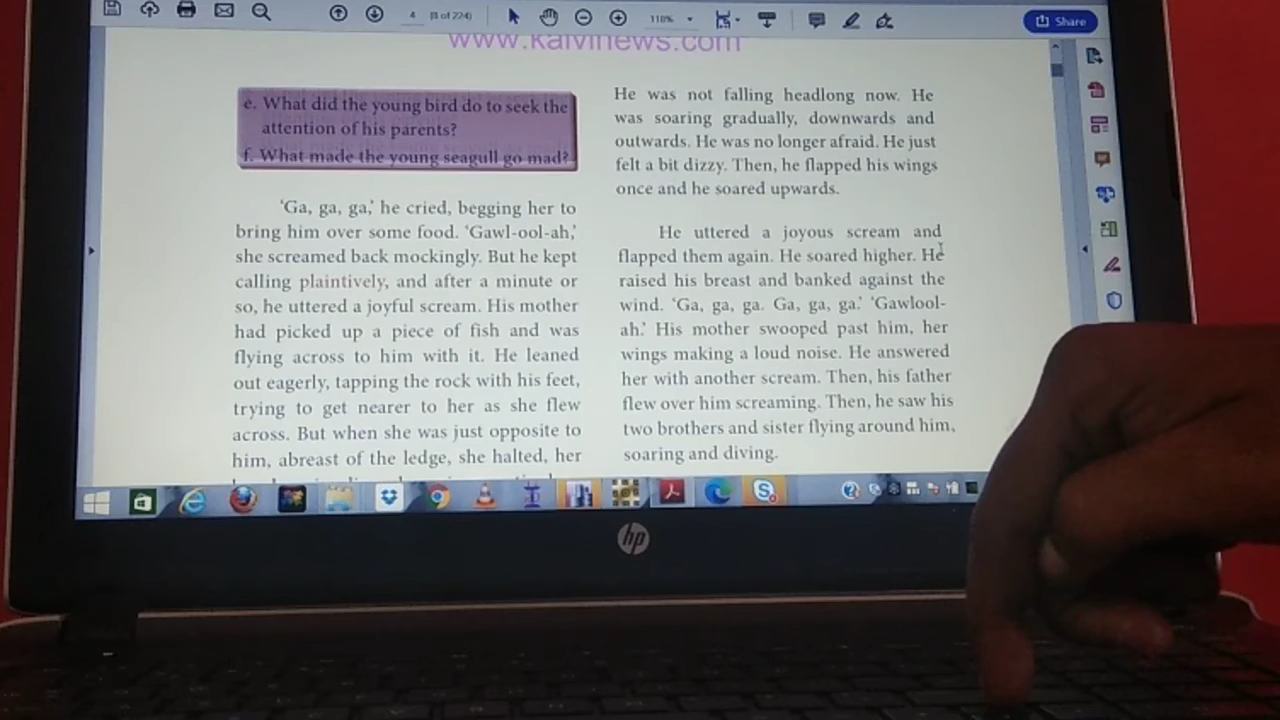 4
(8 of 224)
118%
Share
www.kalvinews.com
e. What did the young bird do to seek the
attention of his parents?
f. What made the young seagull go mad?
'Ga, ga, ga,' he cried, begging her to
bring him over some food. 'Gawl-ool-ah,'
she screamed back mockingly. But he kept
calling plaintively, and after a minute or
so, he uttered a joyful scream. His mother
had picked up a piece of fish and was
flying across to him with it. He leaned
out eagerly, tapping the rock with his feet,
trying to get nearer to her as she flew
across. But when she was just opposite to
him, abreast of the ledge, she halted, her
He was not falling headlong now. He
was soaring gradually, downwards and
outwards. He was no longer afraid. He just
felt a bit dizzy. Then, he flapped his wings
once and he soared upwards.
He uttered a joyous scream and
flapped them again. He soared higher. He
raised his breast and banked against the
wind. 'Ga, ga, ga. Ga, ga, ga.' 'Gawlool-
ah.' His mother swooped past him, her
wings making a loud noise. He answered
her with another scream. Then, his father
flew over him screaming. Then, he saw his
two brothers and sister flying around him,
soaring and diving.
hp